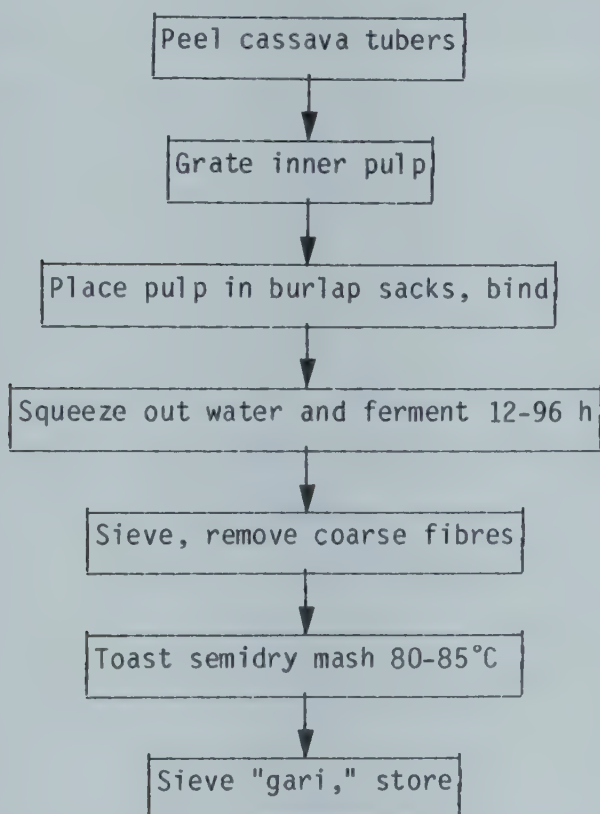 Peel cassava tubers
Grate inner pulp
Place pulp in burlap sacks, bind
Squeeze out water and ferment 12-96 h
Sieve, remove coarse fibres
Toast semidry mash 80-85°C
Sieve "gari," store